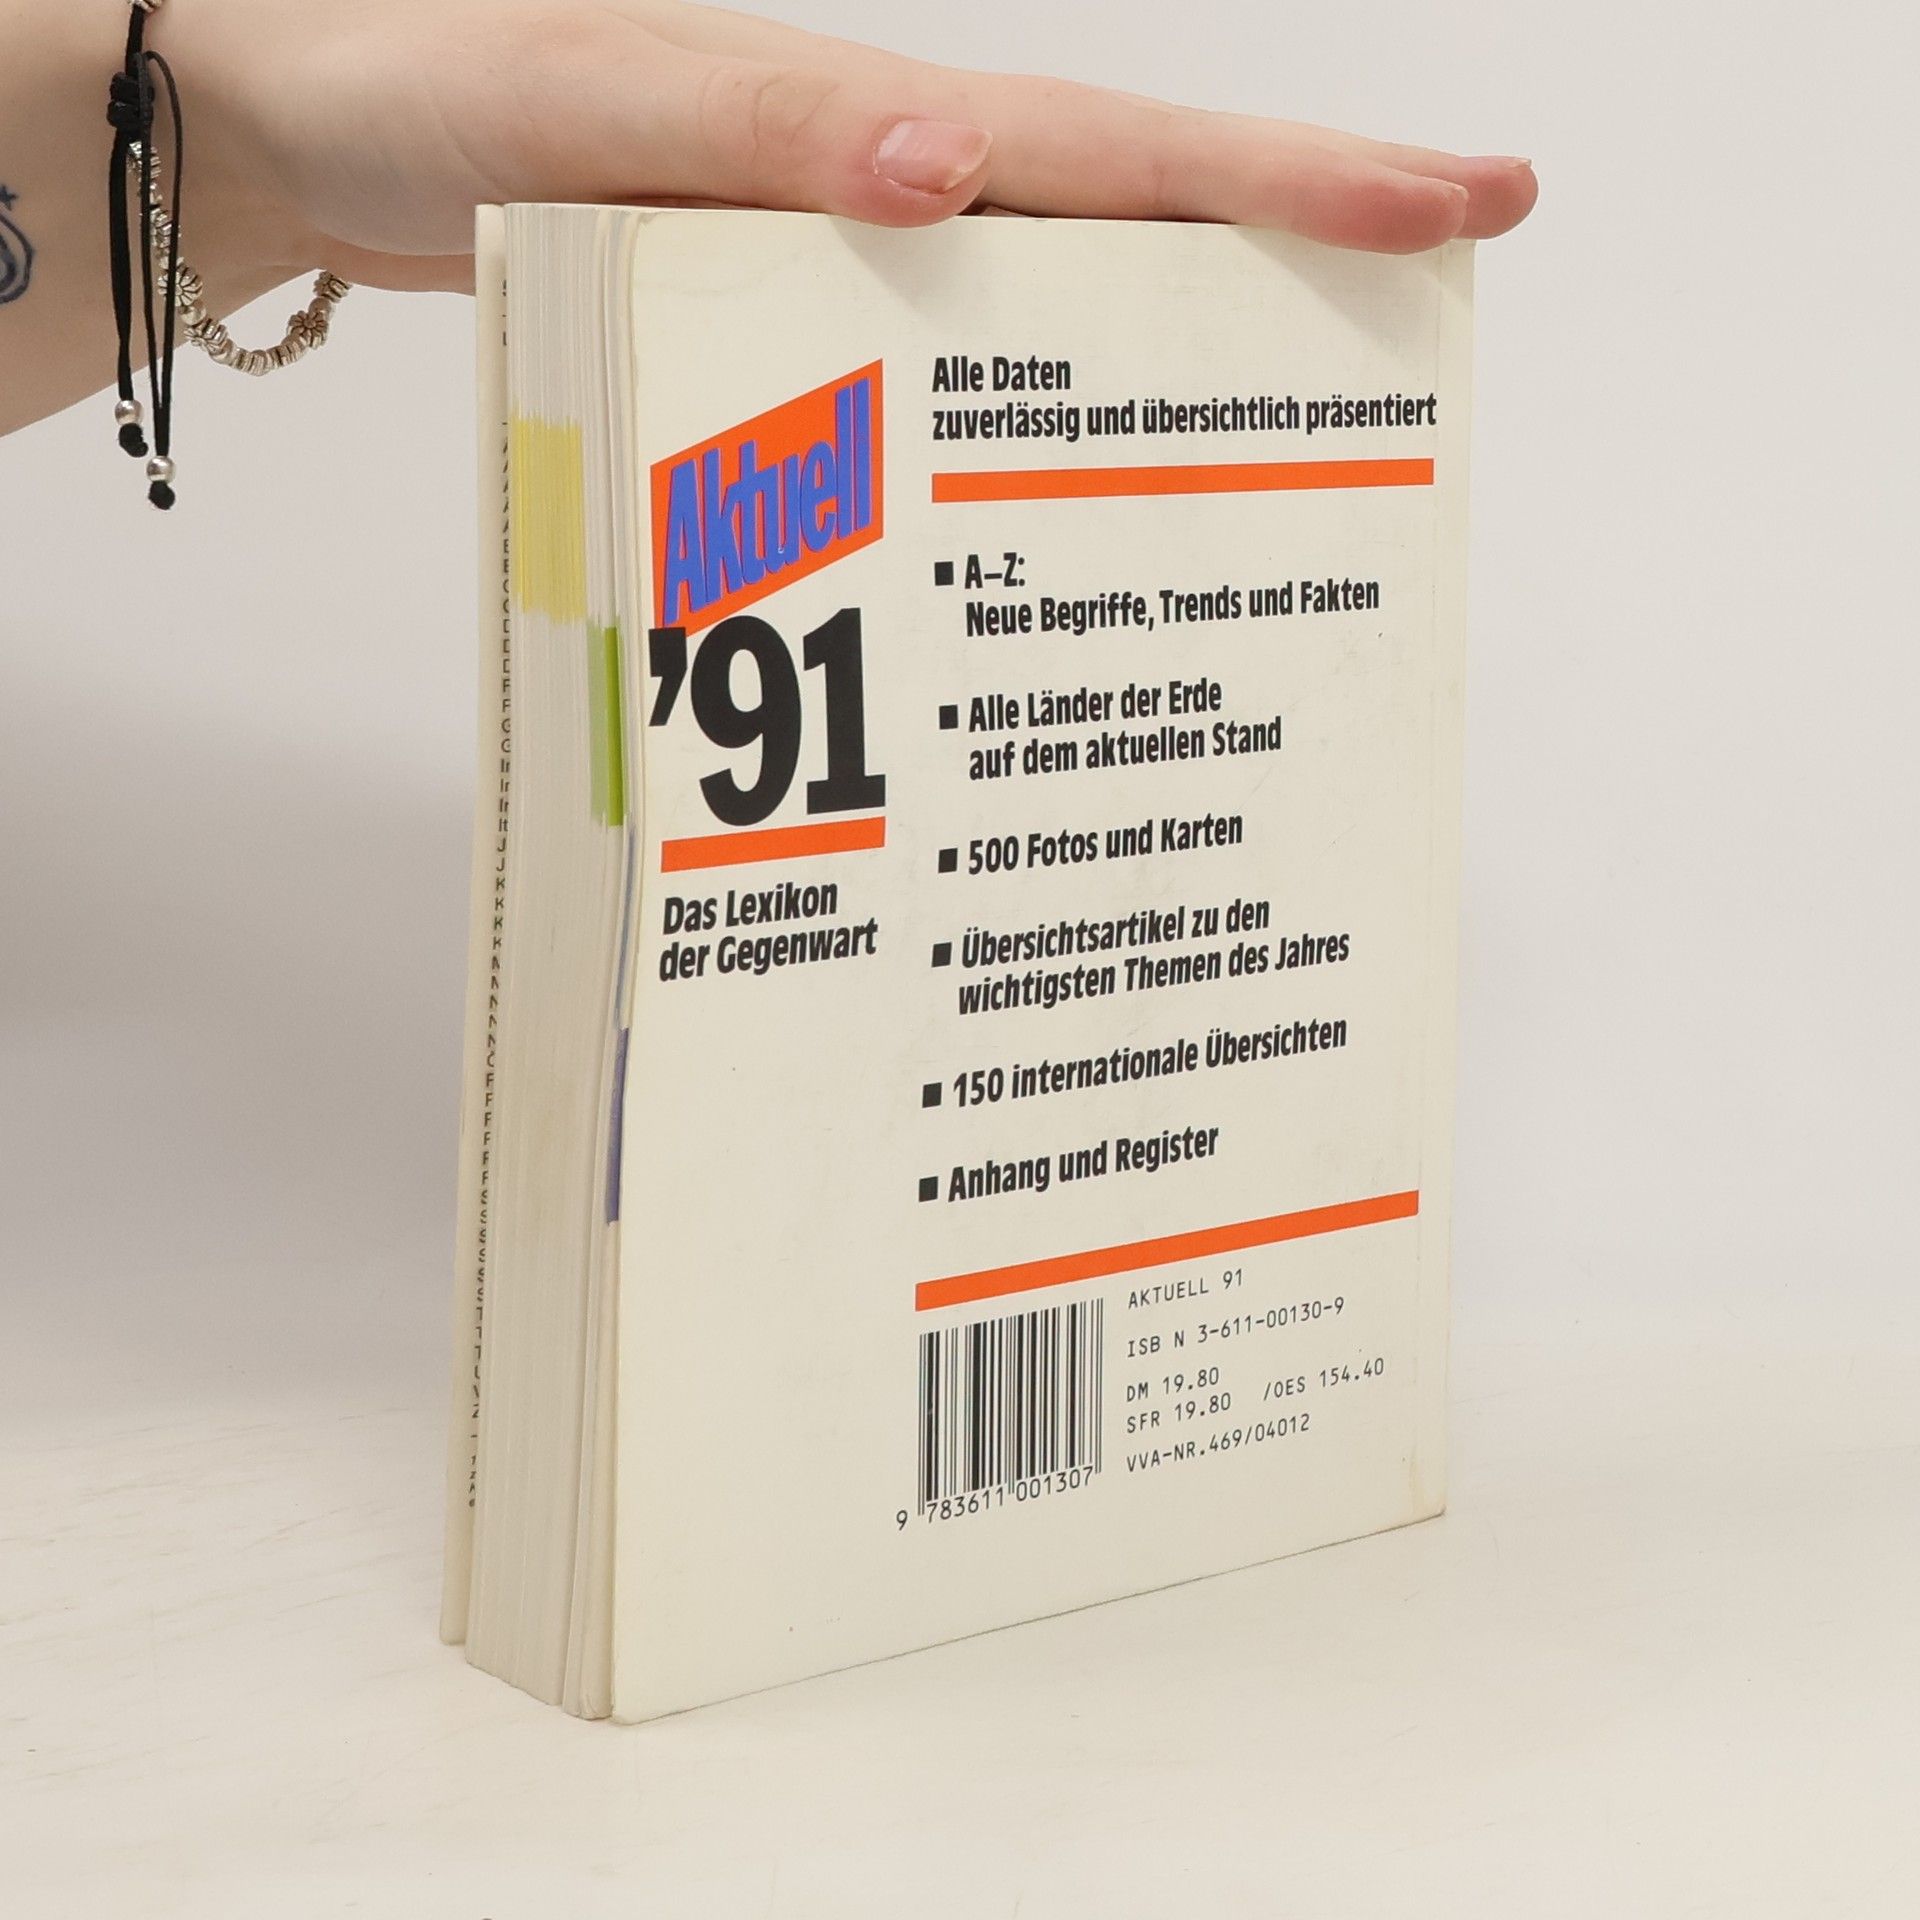 Aktuell
'91
Das Lexikon
der Gegenwart
Alle Daten
zuverlässig und übersichtlich präsentiert
■ A–Z:
Neue Begriffe, Trends und Fakten
■ Alle Länder der Erde
auf dem aktuellen Stand
■ 500 Fotos und Karten
■ Übersichtsartikel zu den
wichtigsten Themen des Jahres
■ 150 internationale Übersichten
■ Anhang und Register
AKTUELL 91
ISB N 3-611-00130-9
DM 19.80
SFR 19.80 /OES 154.40
VVA-NR.469/04012
9 783611 001307